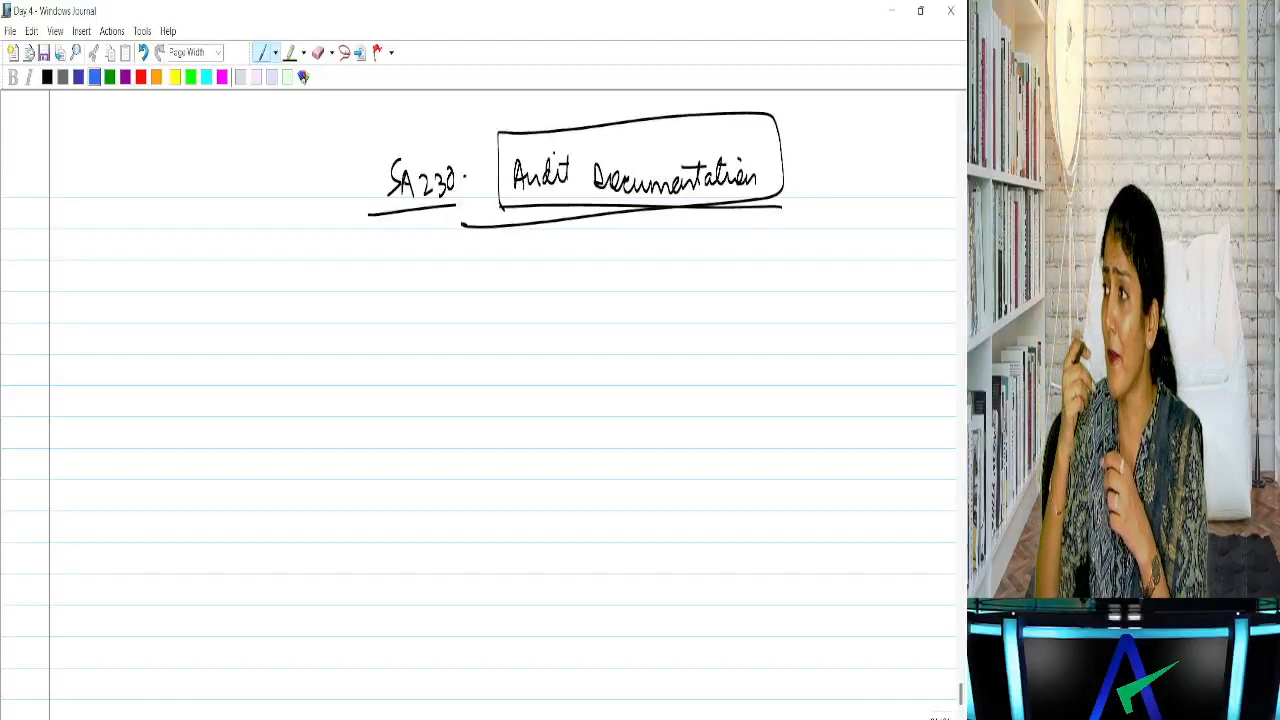 Day 4 - Windows Journal
File Edit View Insert Actions Tools Help
Page Width
B I
SA 230. Audit Documentation